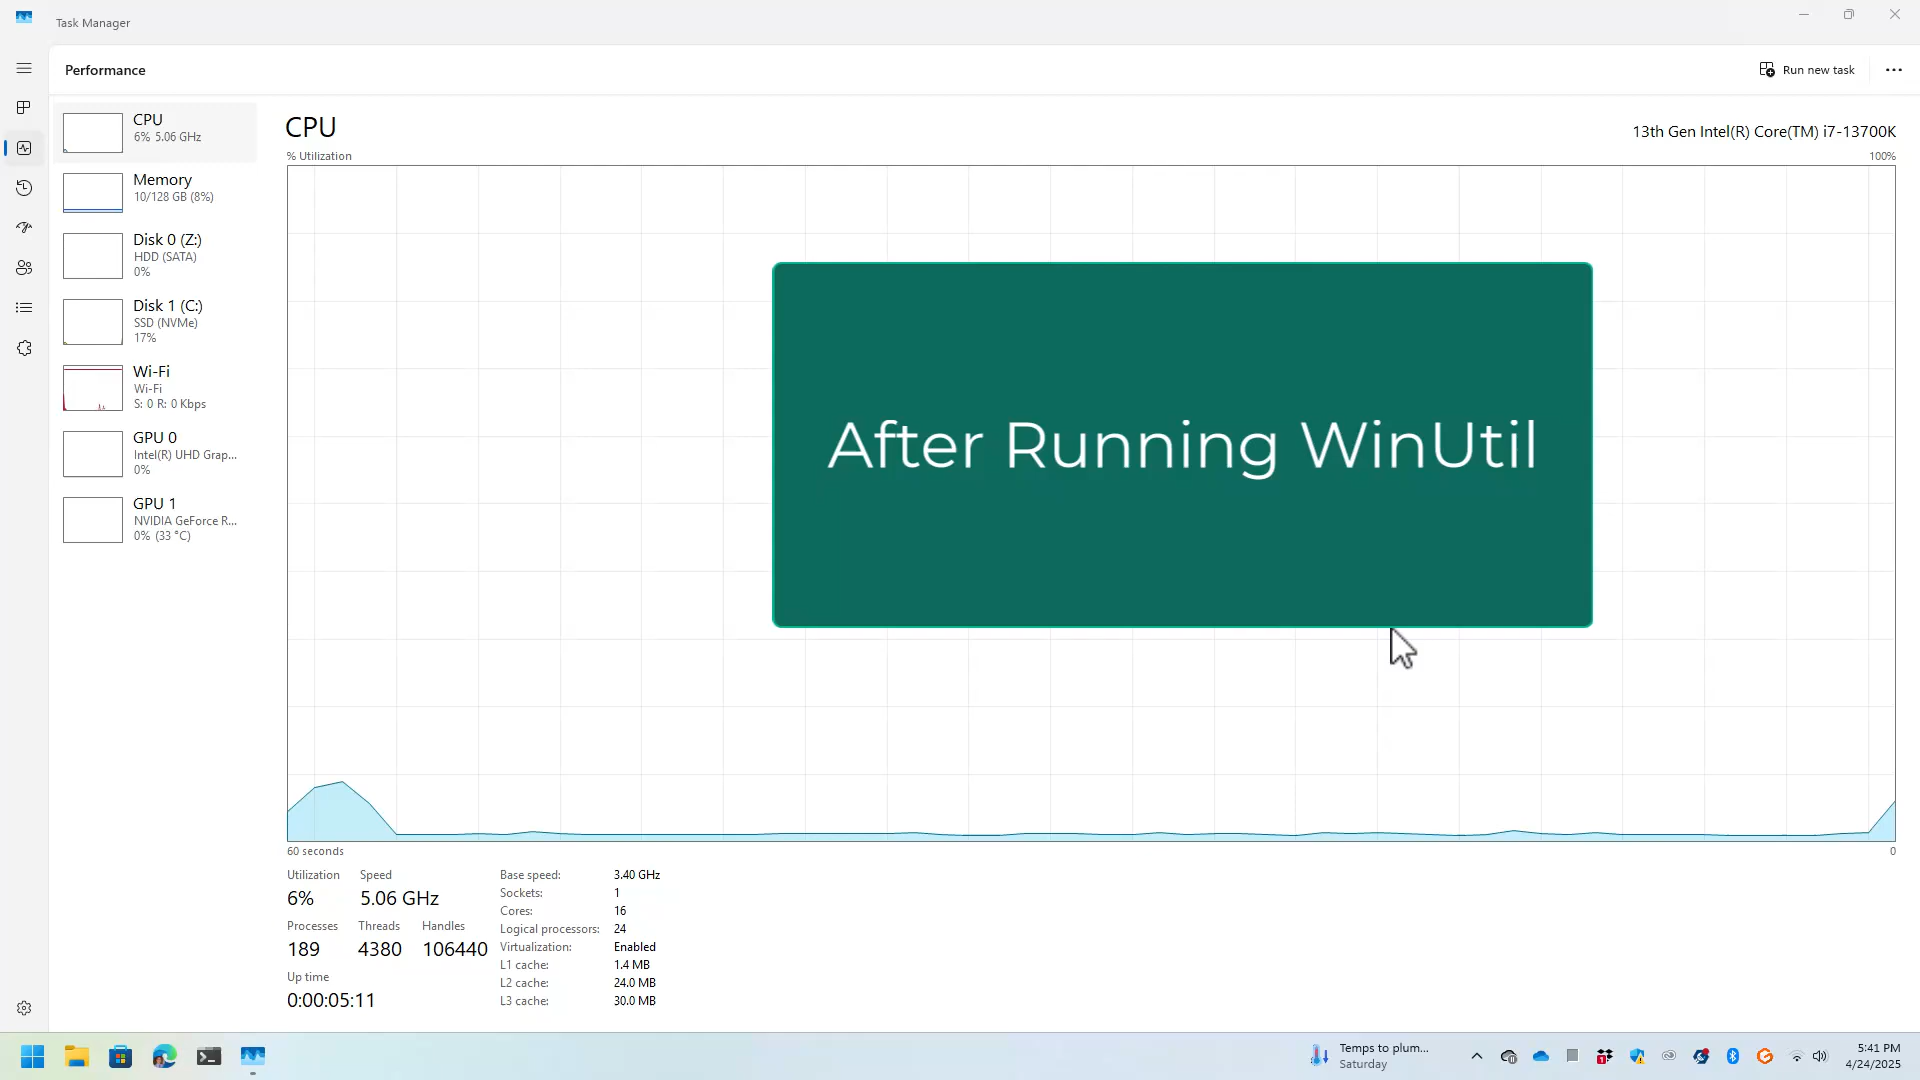 Task Manager
Performance
Run new task
CPU
6% 5.06 GHz
Memory
10/128 GB (8%)
Disk 0 (Z:)
HDD (SATA)
0%
Disk 1 (C:)
SSD (NVMe)
17%
Wi-Fi
Wi-Fi
S: 0 R: 0 Kbps
GPU 0
Intel(R) UHD Grap...
0%
GPU 1
NVIDIA GeForce R...
0% (33 °C)
CPU
13th Gen Intel(R) Core(TM) i7-13700K
% Utilization
100%
After Running WinUtil
60 seconds
0
Utilization Speed
6% 5.06 GHz
Processes Threads Handles
189 4380 106440
Up time
0:00:05:11
Base speed: 3.40 GHz
Sockets: 1
Cores: 16
Logical processors: 24
Virtualization: Enabled
L1 cache: 1.4 MB
L2 cache: 24.0 MB
L3 cache: 30.0 MB
Temps to plum...
Saturday
5:41 PM
4/24/2025